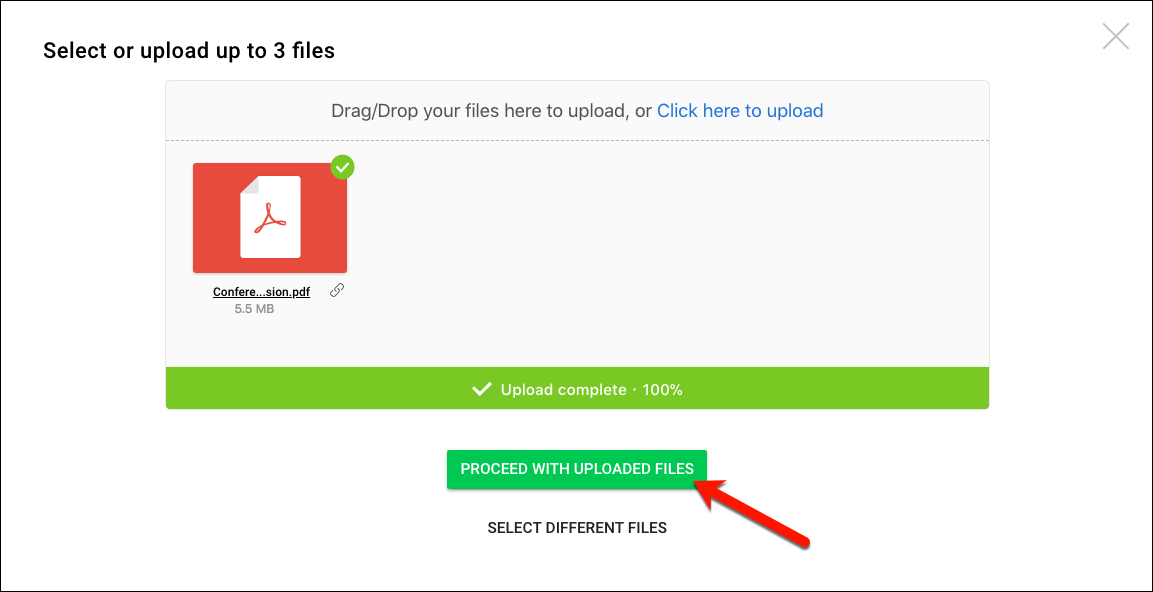 Select or upload up to 3 files
Drag/Drop your files here to upload, or Click here to upload
Confere...sion.pdf
5.5 MB
Upload complete · 100%
PROCEED WITH UPLOADED FILES
SELECT DIFFERENT FILES